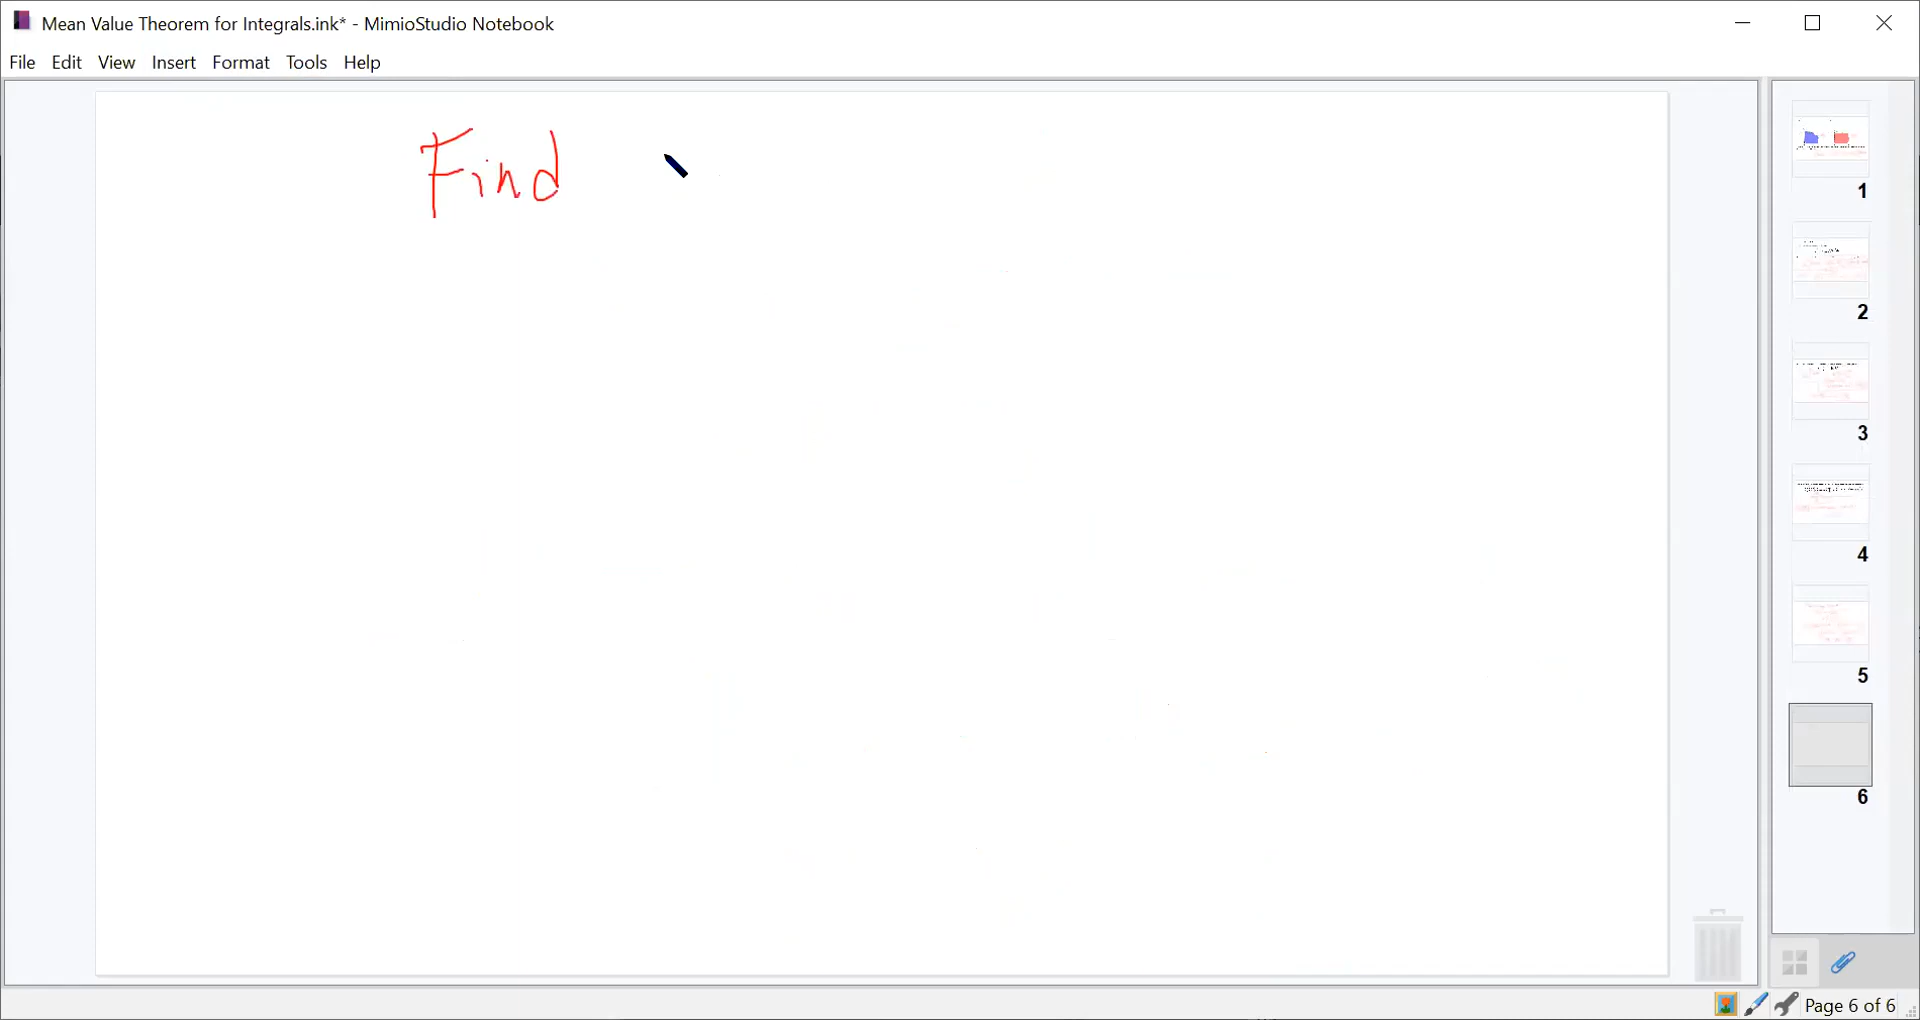 Mean Value Theorem for Integrals.ink* - MimioStudio Notebook
File Edit View Insert Format Tools Help
Find
1
2
3
4
5
6
Page 6 of 6